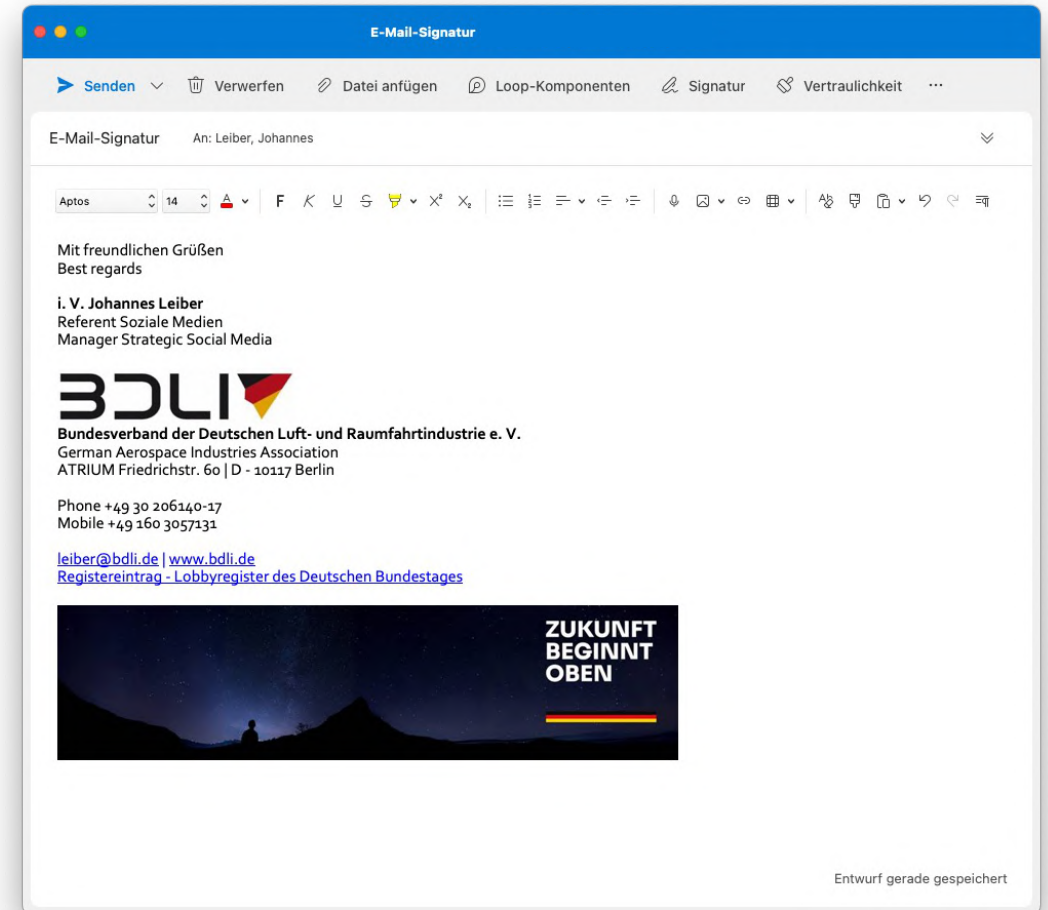 E-Mail-Signatur
Senden Verwerfen Datei anfügen Loop-Komponenten Signatur Vertraulichkeit ...
E-Mail-Signatur An: Leiber, Johannes
Aptos 14 A F K U S X² X₂
Mit freundlichen Grüßen
Best regards
i. V. Johannes Leiber
Referent Soziale Medien
Manager Strategic Social Media
BDLI
Bundesverband der Deutschen Luft- und Raumfahrtindustrie e. V.
German Aerospace Industries Association
ATRIUM Friedrichstr. 60 | D - 10117 Berlin
Phone +49 30 206140-17
Mobile +49 160 3057131
leiber@bdli.de | www.bdli.de
Registereintrag - Lobbyregister des Deutschen Bundestages
ZUKUNFT
BEGINNT
OBEN
Entwurf gerade gespeichert